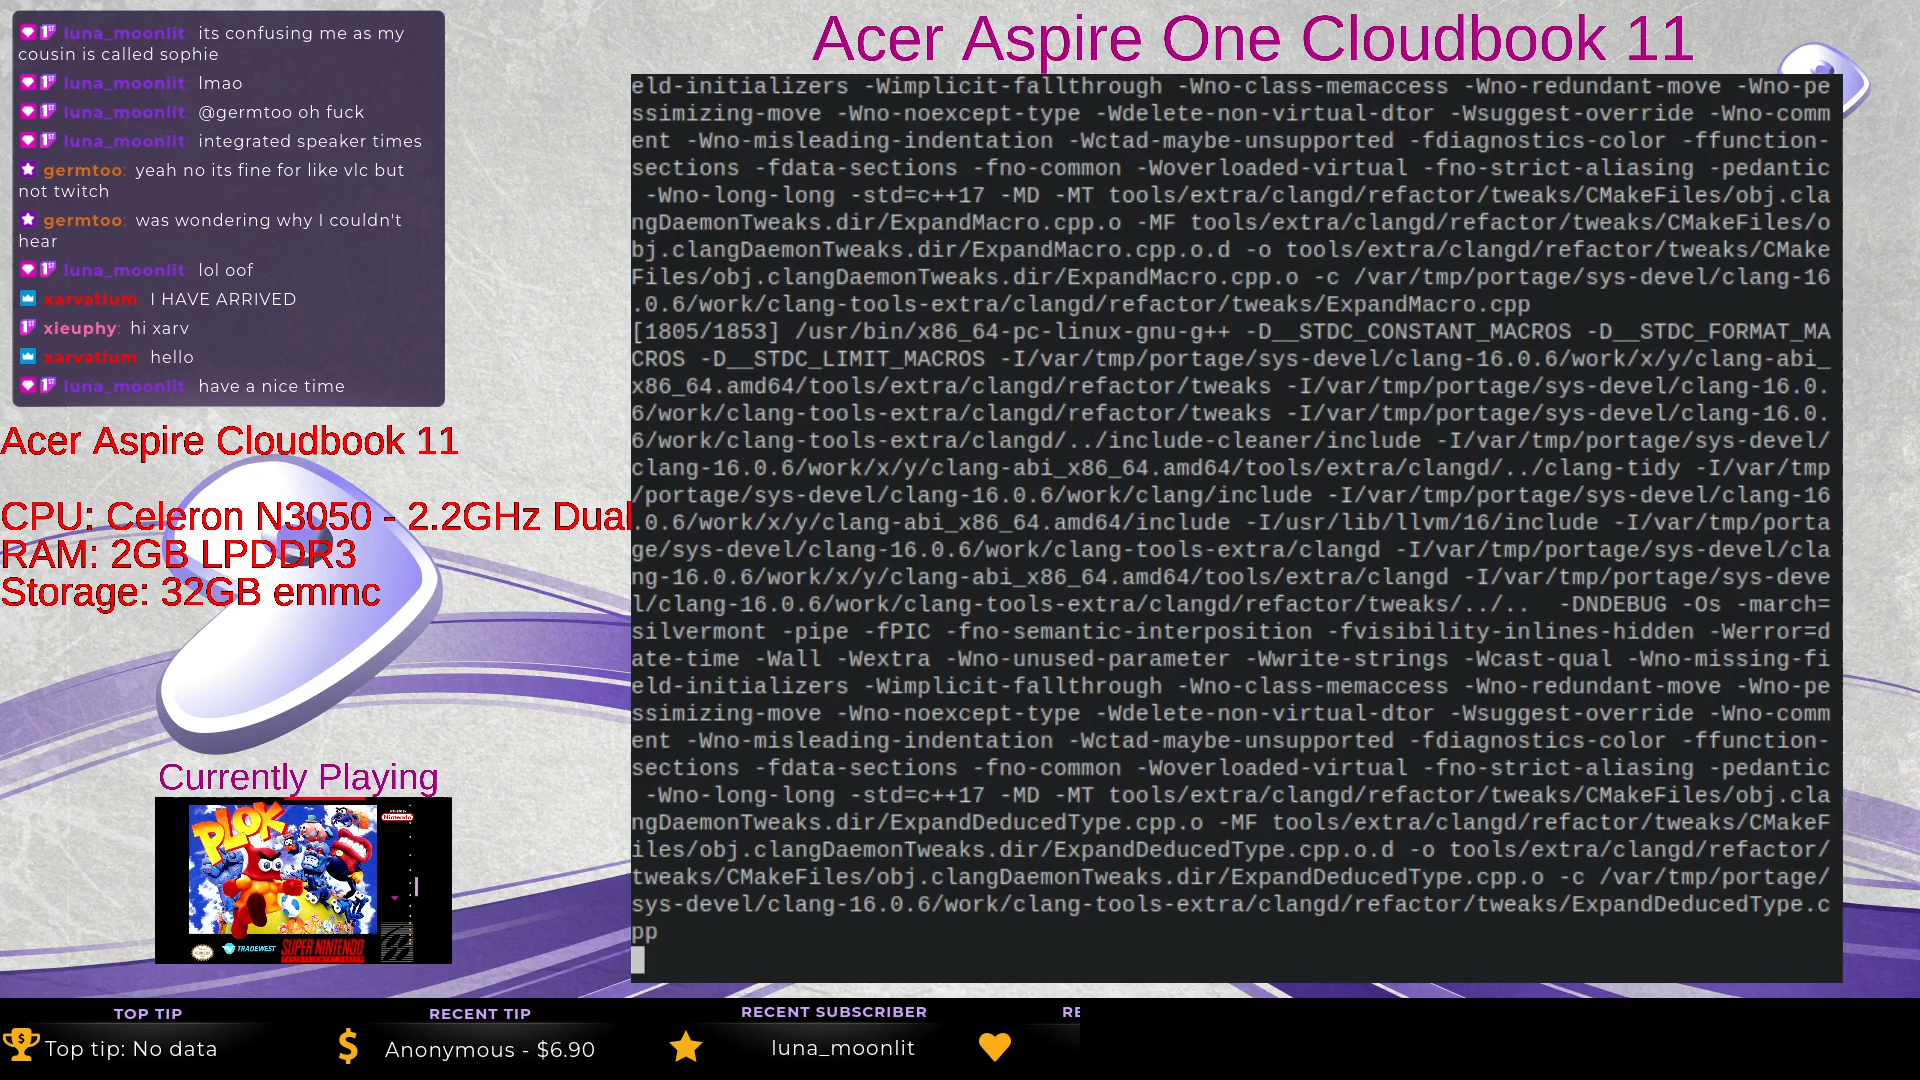 luna_moonlit: its confusing me as my
cousin is called sophie
luna_moonlit: lmao
luna_moonlit: @germtoo oh fuck
luna_moonlit: integrated speaker times
germtoo: yeah no its fine for like vlc but
not twitch
germtoo: was wondering why I couldn't
hear
luna_moonlit: lol oof
xarvatium: I HAVE ARRIVED
xieuphy: hi xarv
xarvatium: hello
luna_moonlit: have a nice time
Acer Aspire Cloudbook 11
CPU: Celeron N3050 - 2.2GHz Dual
RAM: 2GB LPDDR3
Storage: 32GB emmc
Currently Playing
PLOK
Nintendo
TRADEWEST
SUPER NINTENDO
Acer Aspire One Cloudbook 11
eld-initializers -Wimplicit-fallthrough -Wno-class-memaccess -Wno-redundant-move -Wno-pe
ssimizing-move -Wno-noexcept-type -Wdelete-non-virtual-dtor -Wsuggest-override -Wno-comm
ent -Wno-misleading-indentation -Wctad-maybe-unsupported -fdiagnostics-color -ffunction-
sections -fdata-sections -fno-common -Woverloaded-virtual -fno-strict-aliasing -pedantic
-Wno-long-long -std=c++17 -MD -MT tools/extra/clangd/refactor/tweaks/CMakeFiles/obj.cla
ngDaemonTweaks.dir/ExpandMacro.cpp.o -MF tools/extra/clangd/refactor/tweaks/CMakeFiles/o
bj.clangDaemonTweaks.dir/ExpandMacro.cpp.o.d -o tools/extra/clangd/refactor/tweaks/CMake
Files/obj.clangDaemonTweaks.dir/ExpandMacro.cpp.o -c /var/tmp/portage/sys-devel/clang-16
.0.6/work/clang-tools-extra/clangd/refactor/tweaks/ExpandMacro.cpp
[1805/1853] /usr/bin/x86_64-pc-linux-gnu-g++ -D__STDC_CONSTANT_MACROS -D__STDC_FORMAT_MA
CROS -D__STDC_LIMIT_MACROS -I/var/tmp/portage/sys-devel/clang-16.0.6/work/x/y/clang-abi_
x86_64.amd64/tools/extra/clangd/refactor/tweaks -I/var/tmp/portage/sys-devel/clang-16.0.
6/work/clang-tools-extra/clangd/refactor/tweaks -I/var/tmp/portage/sys-devel/clang-16.0.
6/work/clang-tools-extra/clangd/../include-cleaner/include -I/var/tmp/portage/sys-devel/
clang-16.0.6/work/x/y/clang-abi_x86_64.amd64/tools/extra/clangd/../clang-tidy -I/var/tmp
/portage/sys-devel/clang-16.0.6/work/clang/include -I/var/tmp/portage/sys-devel/clang-16
.0.6/work/x/y/clang-abi_x86_64.amd64/include -I/usr/lib/llvm/16/include -I/var/tmp/porta
ge/sys-devel/clang-16.0.6/work/clang-tools-extra/clangd -I/var/tmp/portage/sys-devel/cla
ng-16.0.6/work/x/y/clang-abi_x86_64.amd64/tools/extra/clangd -I/var/tmp/portage/sys-deve
l/clang-16.0.6/work/clang-tools-extra/clangd/refactor/tweaks/../..  -DNDEBUG -Os -march=
silvermont -pipe -fPIC -fno-semantic-interposition -fvisibility-inlines-hidden -Werror=d
ate-time -Wall -Wextra -Wno-unused-parameter -Wwrite-strings -Wcast-qual -Wno-missing-fi
eld-initializers -Wimplicit-fallthrough -Wno-class-memaccess -Wno-redundant-move -Wno-pe
ssimizing-move -Wno-noexcept-type -Wdelete-non-virtual-dtor -Wsuggest-override -Wno-comm
ent -Wno-misleading-indentation -Wctad-maybe-unsupported -fdiagnostics-color -ffunction-
sections -fdata-sections -fno-common -Woverloaded-virtual -fno-strict-aliasing -pedantic
-Wno-long-long -std=c++17 -MD -MT tools/extra/clangd/refactor/tweaks/CMakeFiles/obj.cla
ngDaemonTweaks.dir/ExpandDeducedType.cpp.o -MF tools/extra/clangd/refactor/tweaks/CMakeF
iles/obj.clangDaemonTweaks.dir/ExpandDeducedType.cpp.o.d -o tools/extra/clangd/refactor/
tweaks/CMakeFiles/obj.clangDaemonTweaks.dir/ExpandDeducedType.cpp.o -c /var/tmp/portage/
sys-devel/clang-16.0.6/work/clang-tools-extra/clangd/refactor/tweaks/ExpandDeducedType.c
pp
TOP TIP
Top tip: No data
RECENT TIP
Anonymous - $6.90
RECENT SUBSCRIBER
luna_moonlit
RE